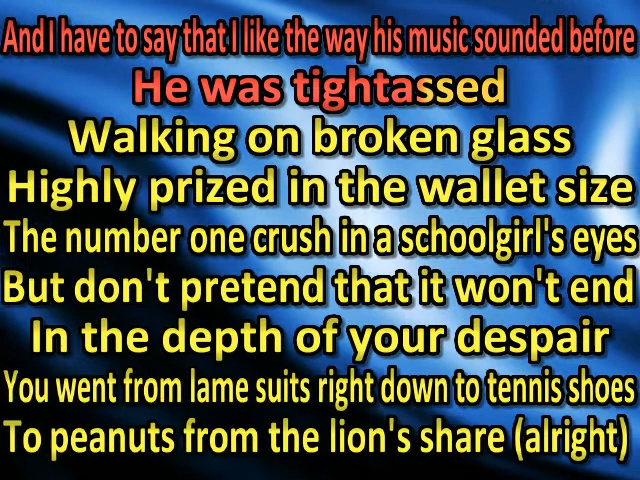 And I have to say that I like the way his music sounded before
He was tightassed
Walking on broken glass
Highly prized in the wallet size
The number one crush in a schoolgirl's eyes
But don't pretend that it won't end
In the depth of your despair
You went from lame suits right down to tennis shoes
To peanuts from the lion's share (alright)